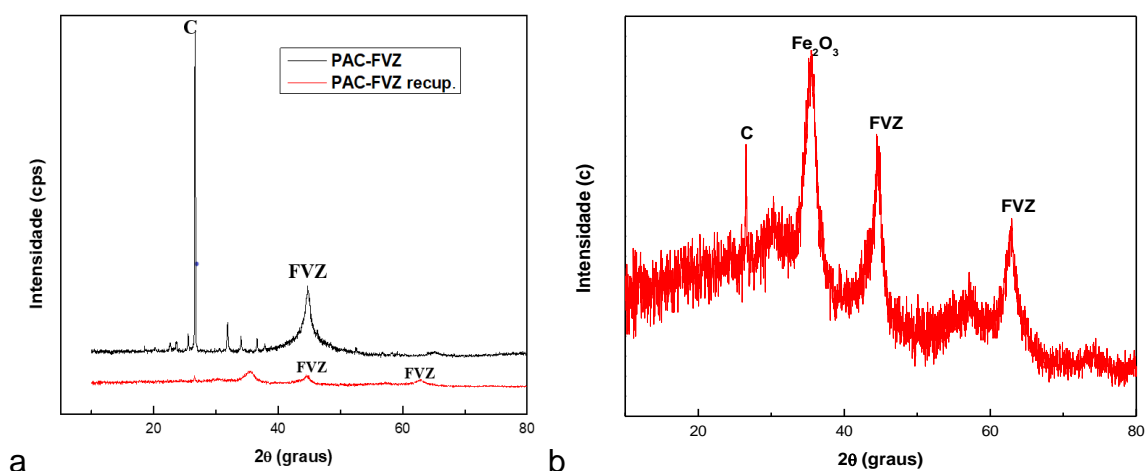 C
PAC-FVZ
PAC-FVZ recup.
FVZ
FVZ
FVZ
Intensidade (cps)
20
40
60
80
2θ (graus)
a
Fe₂O₃
C
FVZ
FVZ
Intensidade (c)
20
40
60
80
2θ (graus)
b